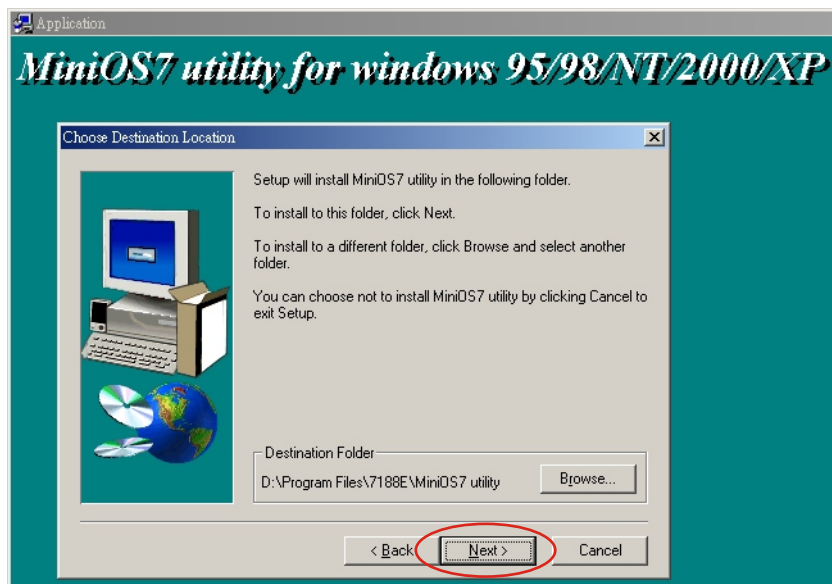 Application
MiniOS7 utility for windows 95/98/NT/2000/XP
Choose Destination Location
Setup will install MiniOS7 utility in the following folder.
To install to this folder, click Next.
To install to a different folder, click Browse and select another
folder.
You can choose not to install MiniOS7 utility by clicking Cancel to
exit Setup.
Destination Folder
D:\Program Files\7188E\MiniOS7 utility
Browse...
< Back
Next >
Cancel